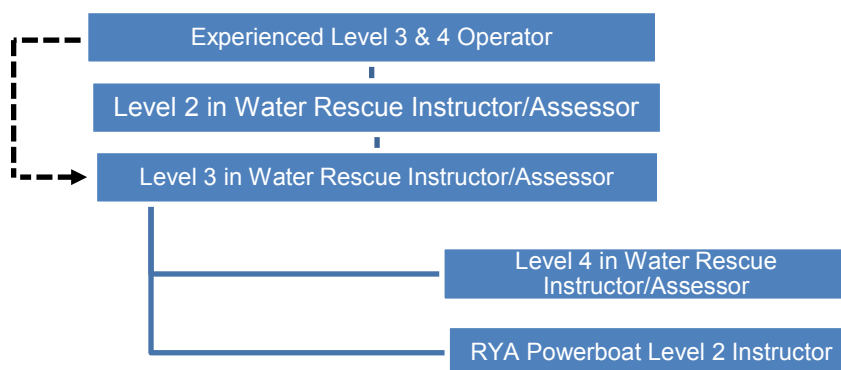 Experienced Level 3 & 4 Operator
Level 2 in Water Rescue Instructor/Assessor
Level 3 in Water Rescue Instructor/Assessor
Level 4 in Water Rescue
Instructor/Assessor
RYA Powerboat Level 2 Instructor